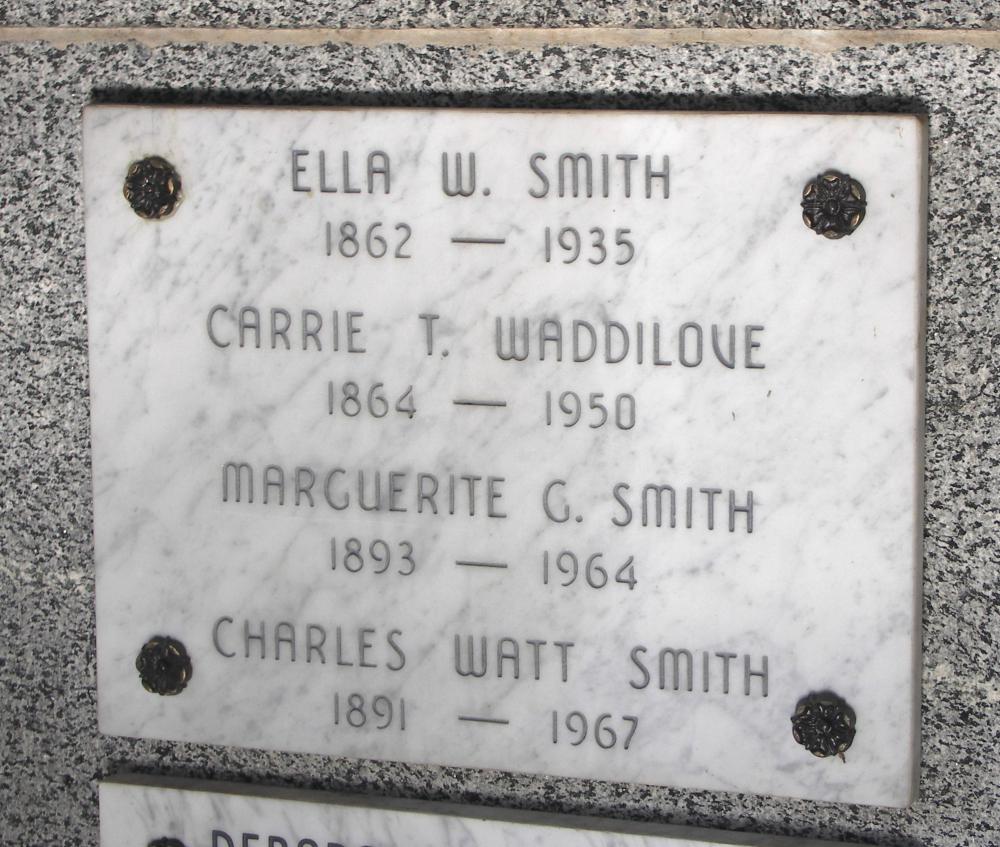 ELLA W. SMITH
1862 — 1935
CARRIE T. WADDILOVE
1864 — 1950
MARGUERITE G. SMITH
1893 — 1964
CHARLES WATT SMITH
1891 — 1967